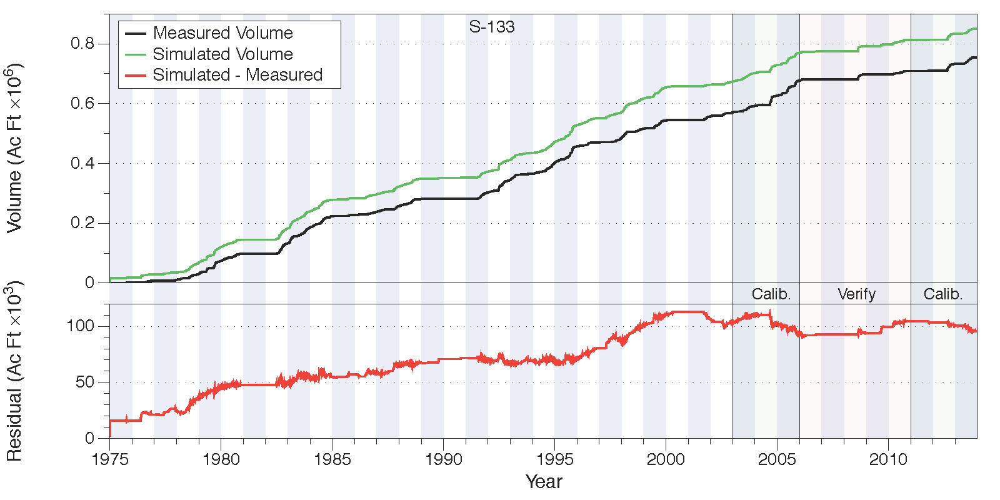 S-133
Measured Volume
Simulated Volume
Simulated - Measured
Volume (Ac Ft ×10⁶)
0.8
0.6
0.4
0.2
0
Calib.
Verify
Calib.
Residual (Ac Ft ×10³)
100
50
0
1975 1980 1985 1990 1995 2000 2005 2010
Year